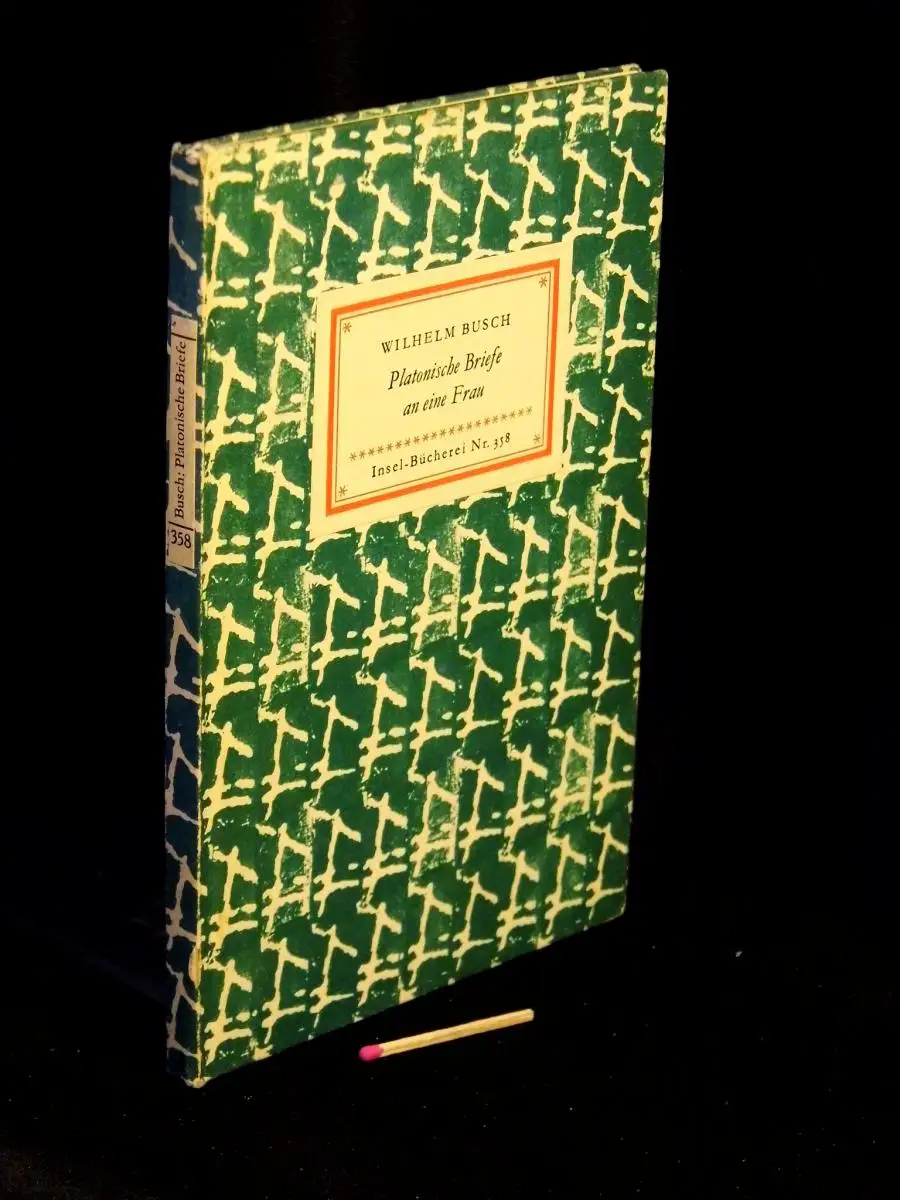 WILHELM BUSCH
Platonische Briefe
an eine Frau
Insel-Bücherei Nr. 358
Busch: Platonische Briefe
358